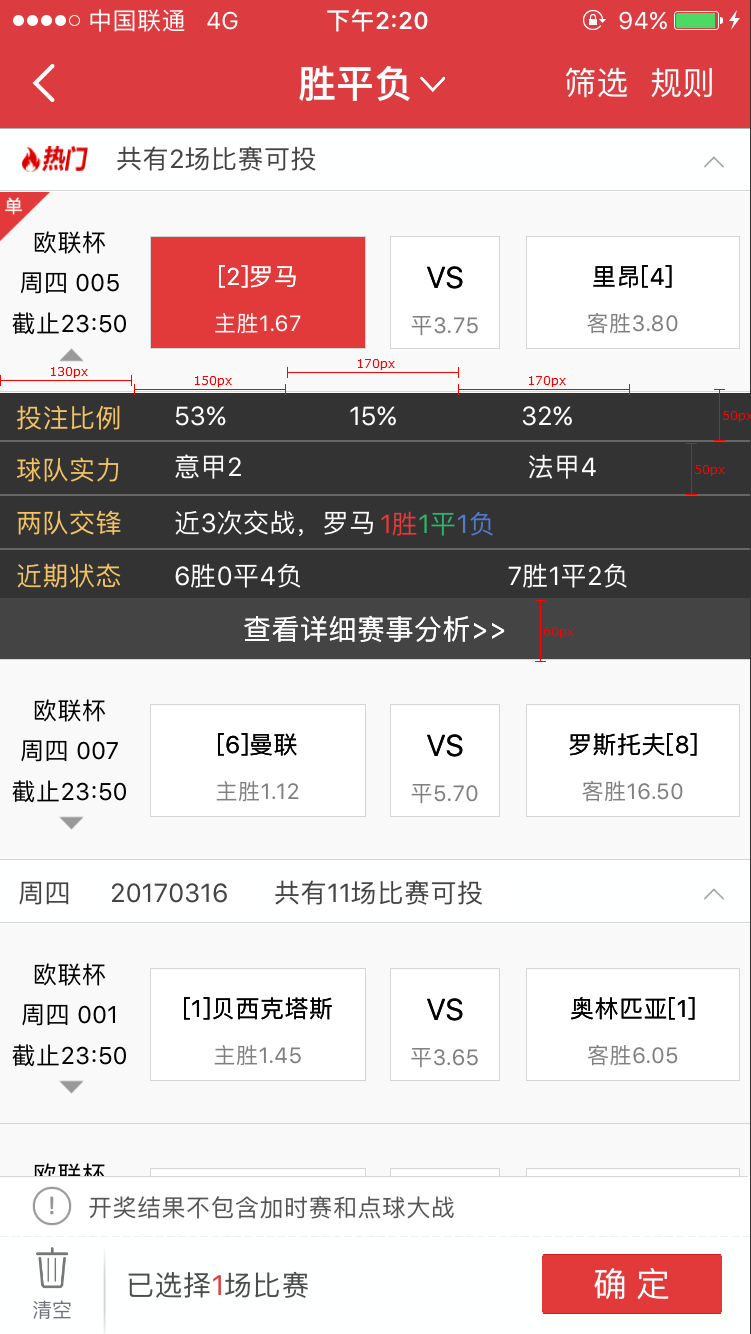 中国联通 4G 下午2:20 94%
胜平负 筛选 规则
热门 共有2场比赛可投
单
欧联杯
周四 005
截止23:50
[2]罗马 VS 里昂[4]
主胜1.67 平3.75 客胜3.80
170px
130px 150px 170px
投注比例 53% 15% 32% 50px
球队实力 意甲2 法甲4 50px
两队交锋 近3次交战，罗马1胜1平1负
近期状态 6胜0平4负 7胜1平2负
查看详细赛事分析>> 60px
欧联杯
周四 007
截止23:50
[6]曼联 VS 罗斯托夫[8]
主胜1.12 平5.70 客胜16.50
周四 20170316 共有11场比赛可投
欧联杯
周四 001
截止23:50
[1]贝西克塔斯 VS 奥林匹亚[1]
主胜1.45 平3.65 客胜6.05
欧联杯
开奖结果不包含加时赛和点球大战
清空 已选择1场比赛 确定